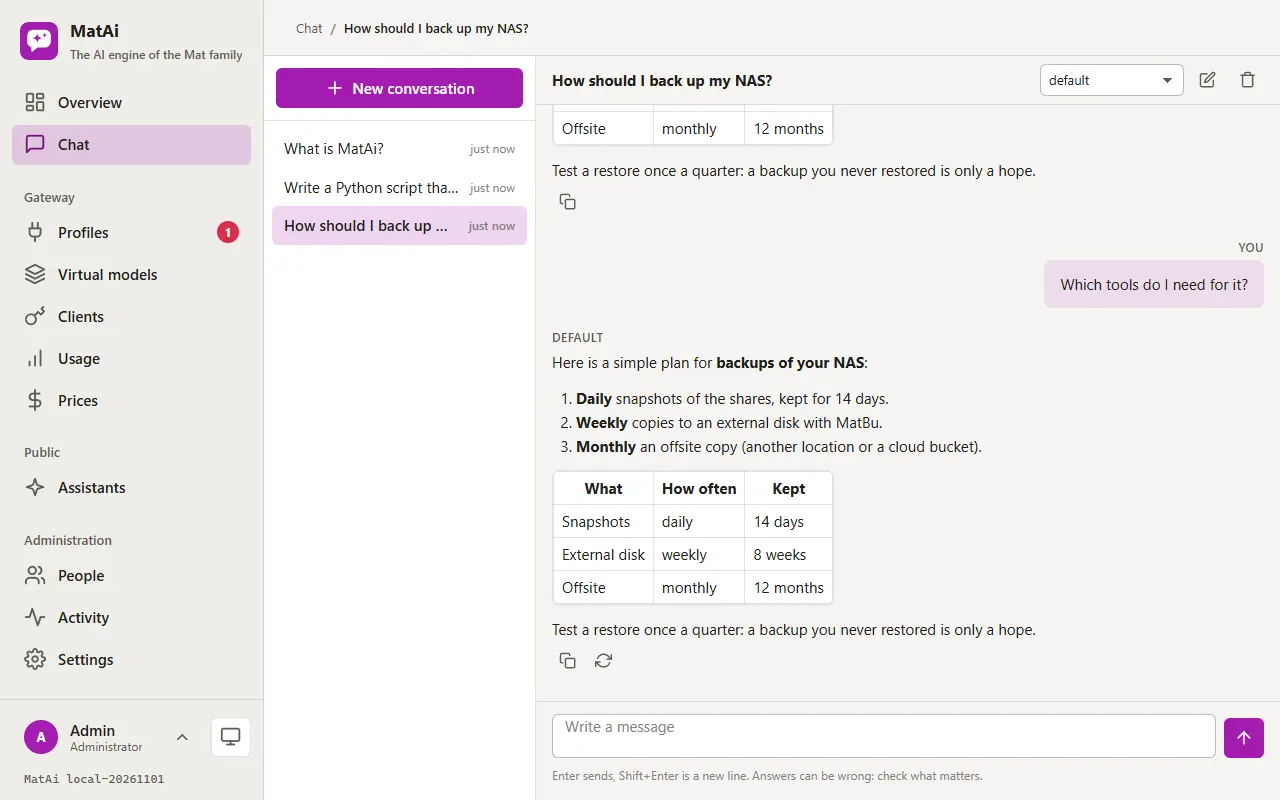 MatAi
The AI engine of the Mat family
Overview
Chat
Gateway
Profiles 1
Virtual models
Clients
Usage
Prices
Public
Assistants
Administration
People
Activity
Settings
A
Admin
Administrator
MatAi local-20261101
Chat / How should I back up my NAS?
New conversation
What is MatAi? just now
Write a Python script tha... just now
How should I back up ... just now
How should I back up my NAS?
default
Offsite monthly 12 months
Test a restore once a quarter: a backup you never restored is only a hope.
YOU
Which tools do I need for it?
DEFAULT
Here is a simple plan for backups of your NAS:
1. Daily snapshots of the shares, kept for 14 days.
2. Weekly copies to an external disk with MatBu.
3. Monthly an offsite copy (another location or a cloud bucket).
What How often Kept
Snapshots daily 14 days
External disk weekly 8 weeks
Offsite monthly 12 months
Test a restore once a quarter: a backup you never restored is only a hope.
Write a message
Enter sends, Shift+Enter is a new line. Answers can be wrong: check what matters.